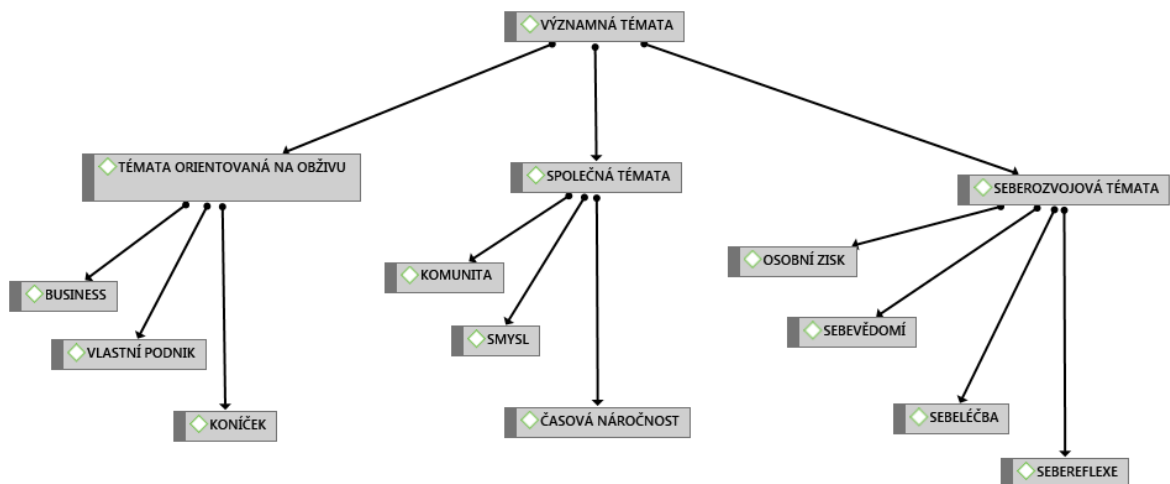 VÝZNAMNÁ TÉMATA
TÉMATA ORIENTOVANÁ NA OBŽIVU
SPOLEČNÁ TÉMATA
SEBEROZVOJOVÁ TÉMATA
BUSINESS
VLASTNÍ PODNIK
KONÍČEK
KOMUNITA
SMYSL
ČASOVÁ NÁROČNOST
OSOBNÍ ZISK
SEBEVĚDOMÍ
SEBELÉČBA
SEBEREFLEXE